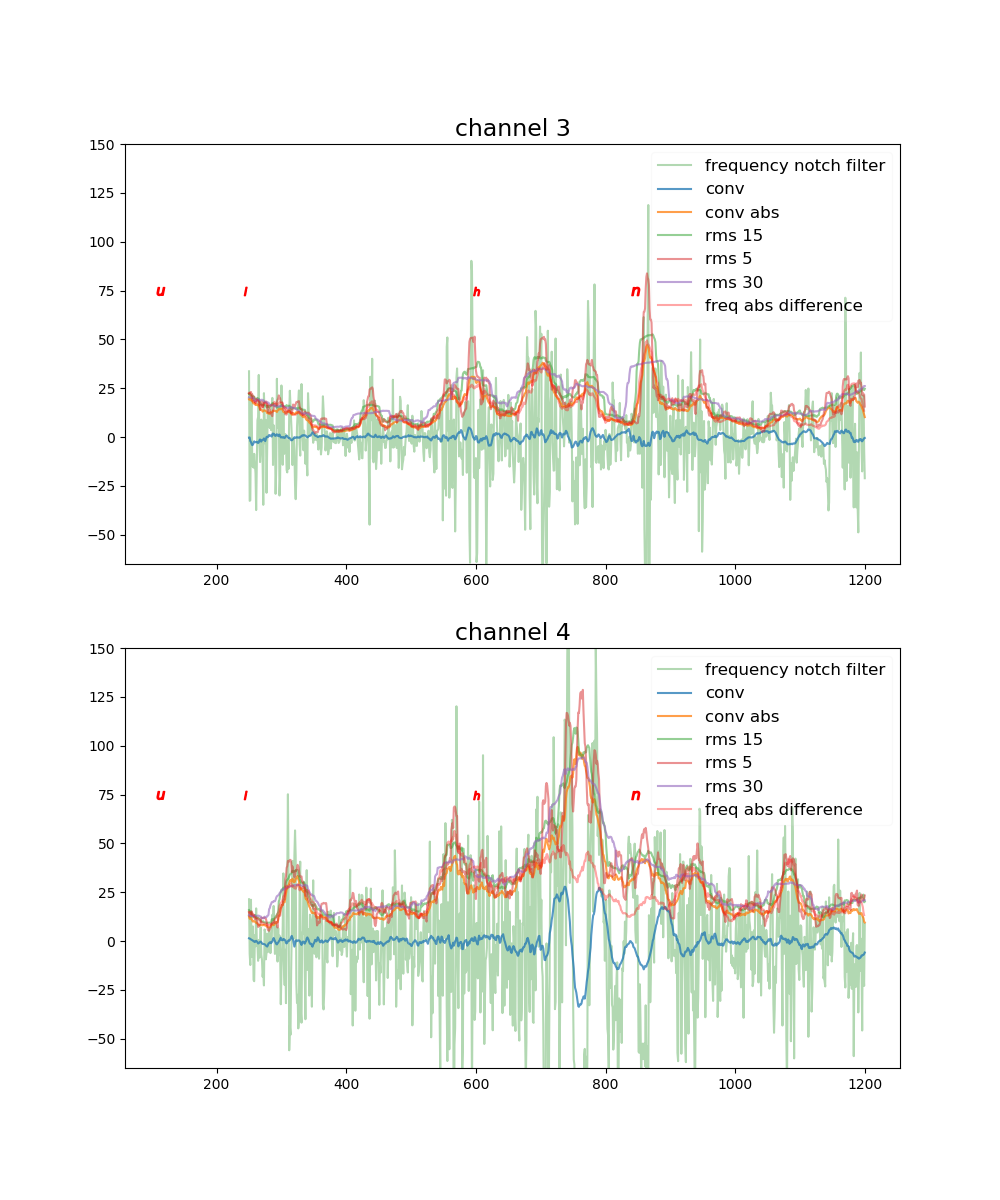 channel 3
150
125
100
75
50
25
0
−25
−50
frequency notch filter
conv
conv abs
rms 15
rms 5
rms 30
freq abs difference
u l h n
200 400 600 800 1000 1200
channel 4
150
125
100
75
50
25
0
−25
−50
frequency notch filter
conv
conv abs
rms 15
rms 5
rms 30
freq abs difference
u l h n
200 400 600 800 1000 1200